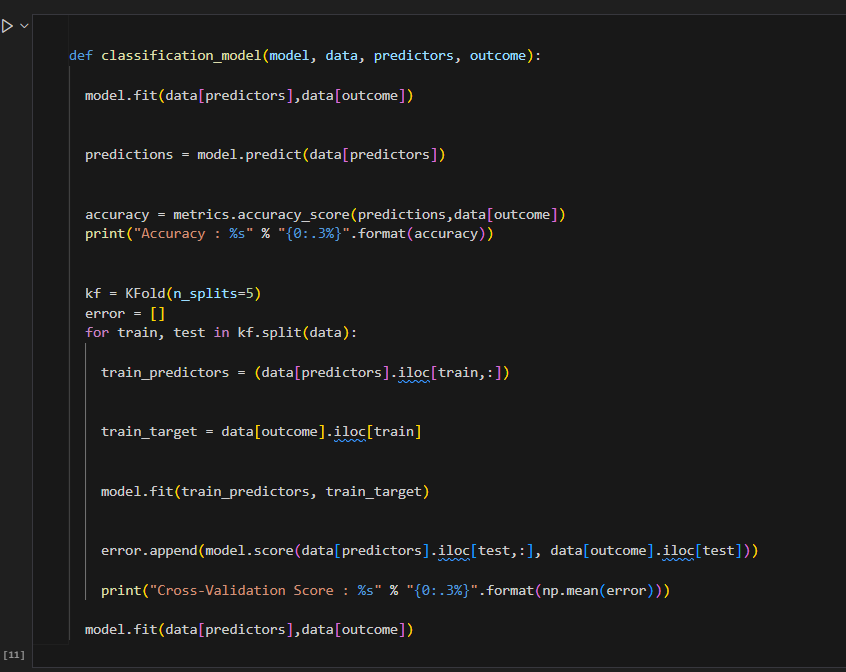 def classification_model(model, data, predictors, outcome):
model.fit(data[predictors],data[outcome])
predictions = model.predict(data[predictors])
accuracy = metrics.accuracy_score(predictions,data[outcome])
print("Accuracy : %s" % "{0:.3%}".format(accuracy))
kf = KFold(n_splits=5)
error = []
for train, test in kf.split(data):
train_predictors = (data[predictors].iloc[train,:])
train_target = data[outcome].iloc[train]
model.fit(train_predictors, train_target)
error.append(model.score(data[predictors].iloc[test,:], data[outcome].iloc[test]))
print("Cross-Validation Score : %s" % "{0:.3%}".format(np.mean(error)))
model.fit(data[predictors],data[outcome])
[11]